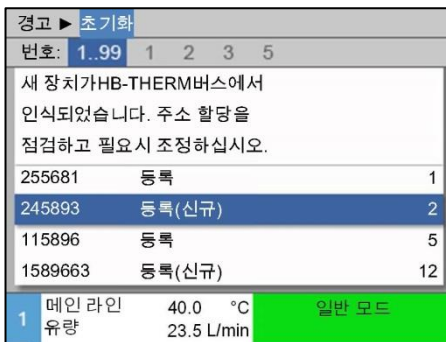 경고 ▶ 초기화
번호: 1..99 1 2 3 5
새 장치가HB-THERM버스에서
인식되었습니다. 주소 할당을
점검하고 필요시 조정하십시오.
255681 등록 1
245893 등록(신규) 2
115896 등록 5
1589663 등록(신규) 12
1 메인 라인 40.0 °C 일반 모드
유량 23.5 L/min